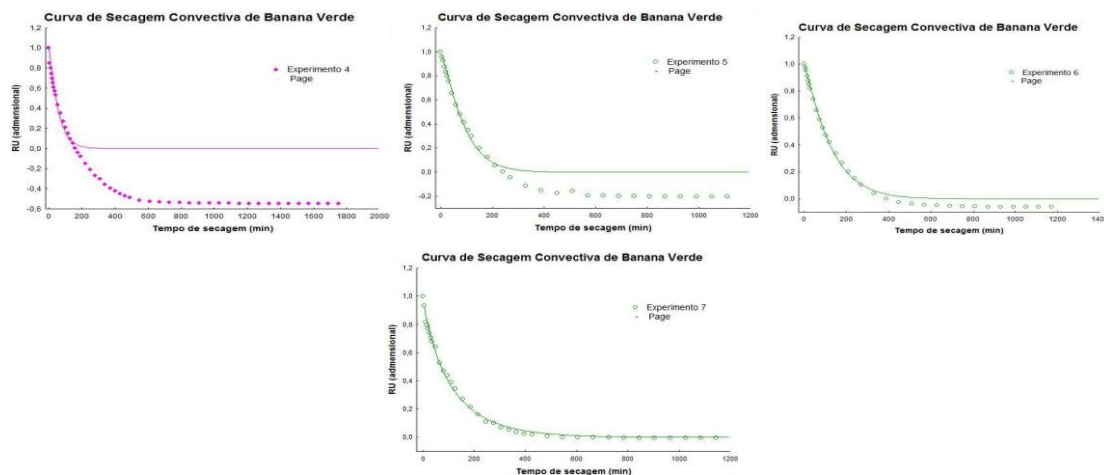 Curva de Secagem Convectiva de Banana Verde
1,2
1,0
0,8
0,6
0,4
0,2
0,0
-0,2
-0,4
-0,6
RU (admensional)
Experimento 4
Page
0 200 400 600 800 1000 1200 1400 1600 1800 2000
Tempo de secagem (min)
Curva de Secagem Convectiva de Banana Verde
1,2
1,0
0,8
0,6
0,4
0,2
0,0
-0,2
RU (admensional)
Experimento 5
Page
0 200 400 600 800 1000 1200
Tempo de secagem (min)
Curva de Secagem Convectiva de Banana Verde
1,2
1,0
0,8
0,6
0,4
0,2
0,0
RU (admensional)
Experimento 6
Page
0 200 400 600 800 1000 1200 140
Tempo de secagem (min)
Curva de Secagem Convectiva de Banana Verde
1,2
1,0
0,8
0,6
0,4
0,2
0,0
RU (admensional)
Experimento 7
Page
0 200 400 600 800 1000 1200
Tempo de secagem (min)